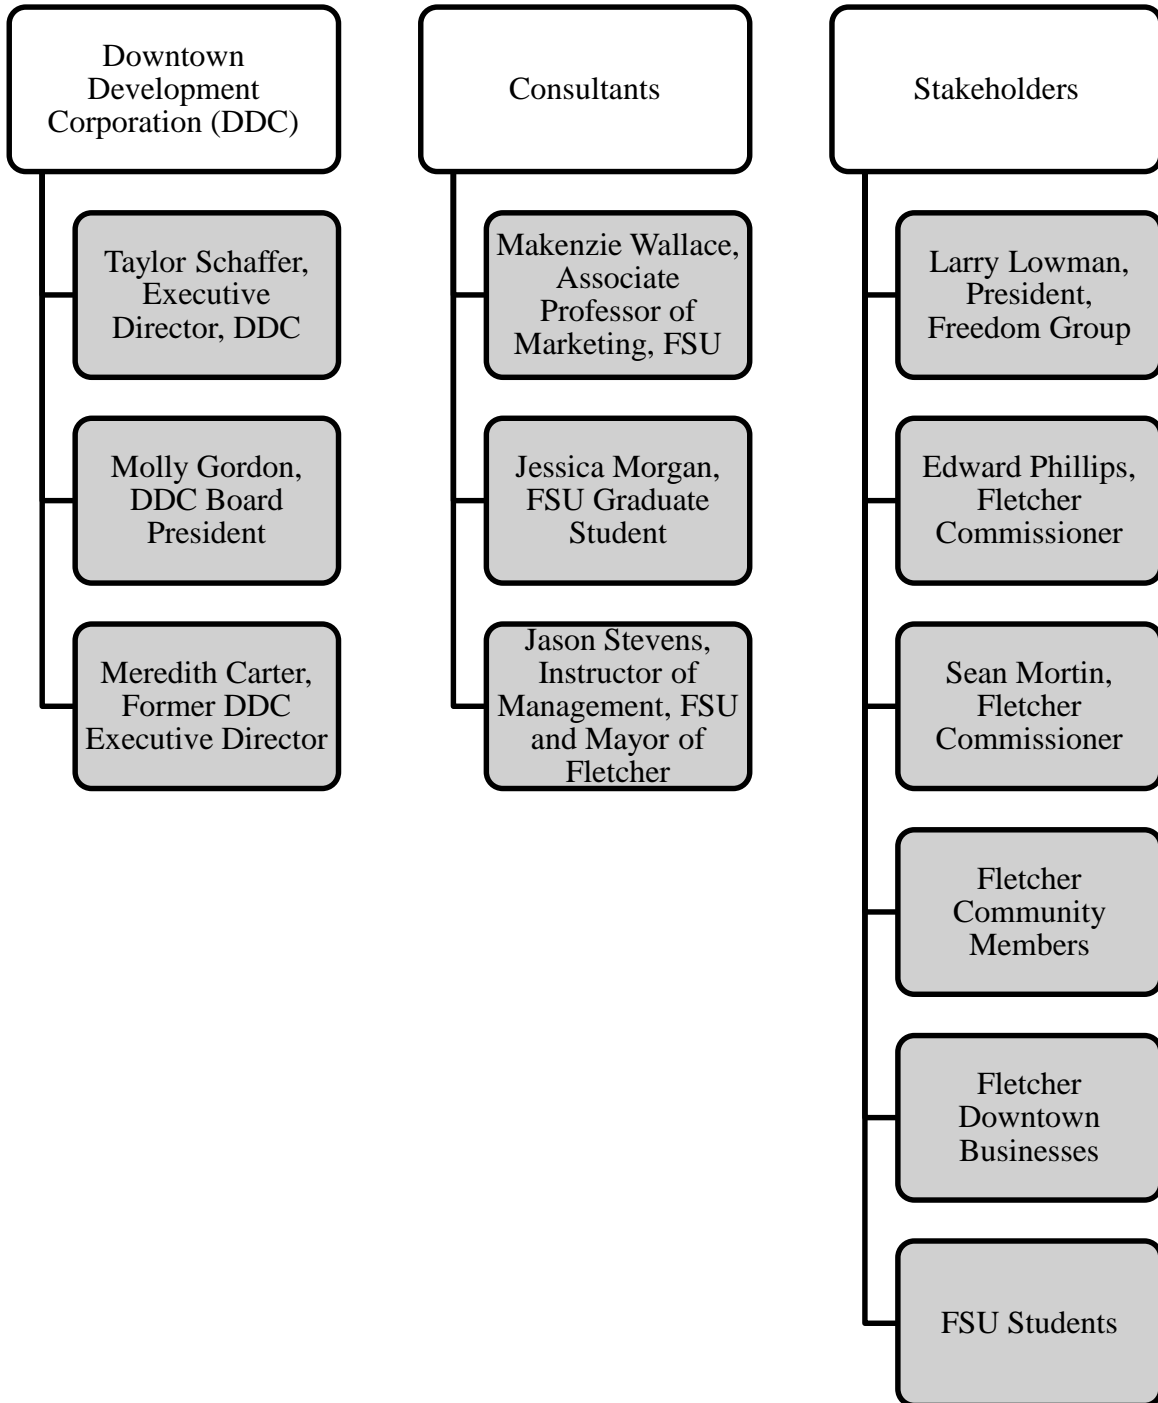 Downtown
Development
Corporation (DDC)
Taylor Schaffer,
Executive
Director, DDC
Molly Gordon,
DDC Board
President
Meredith Carter,
Former DDC
Executive Director
Consultants
Makenzie Wallace,
Associate
Professor of
Marketing, FSU
Jessica Morgan,
FSU Graduate
Student
Jason Stevens,
Instructor of
Management, FSU
and Mayor of
Fletcher
Stakeholders
Larry Lowman,
President,
Freedom Group
Edward Phillips,
Fletcher
Commissioner
Sean Mortin,
Fletcher
Commissioner
Fletcher
Community
Members
Fletcher
Downtown
Businesses
FSU Students